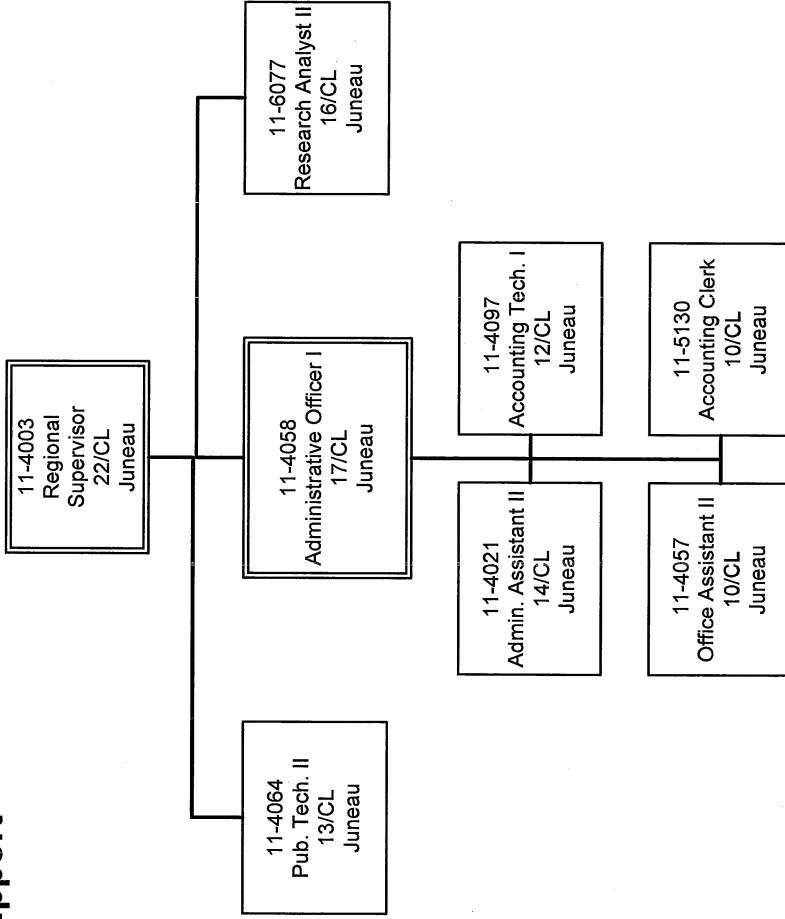 11-4003
Regional
Supervisor
22/CL
Juneau
11-4064
Pub. Tech. II
13/CL
Juneau
11-4058
Administrative Officer I
17/CL
Juneau
11-6077
Research Analyst II
16/CL
Juneau
11-4021
Admin. Assistant II
14/CL
Juneau
11-4097
Accounting Tech. I
12/CL
Juneau
11-4057
Office Assistant II
10/CL
Juneau
11-5130
Accounting Clerk
10/CL
Juneau